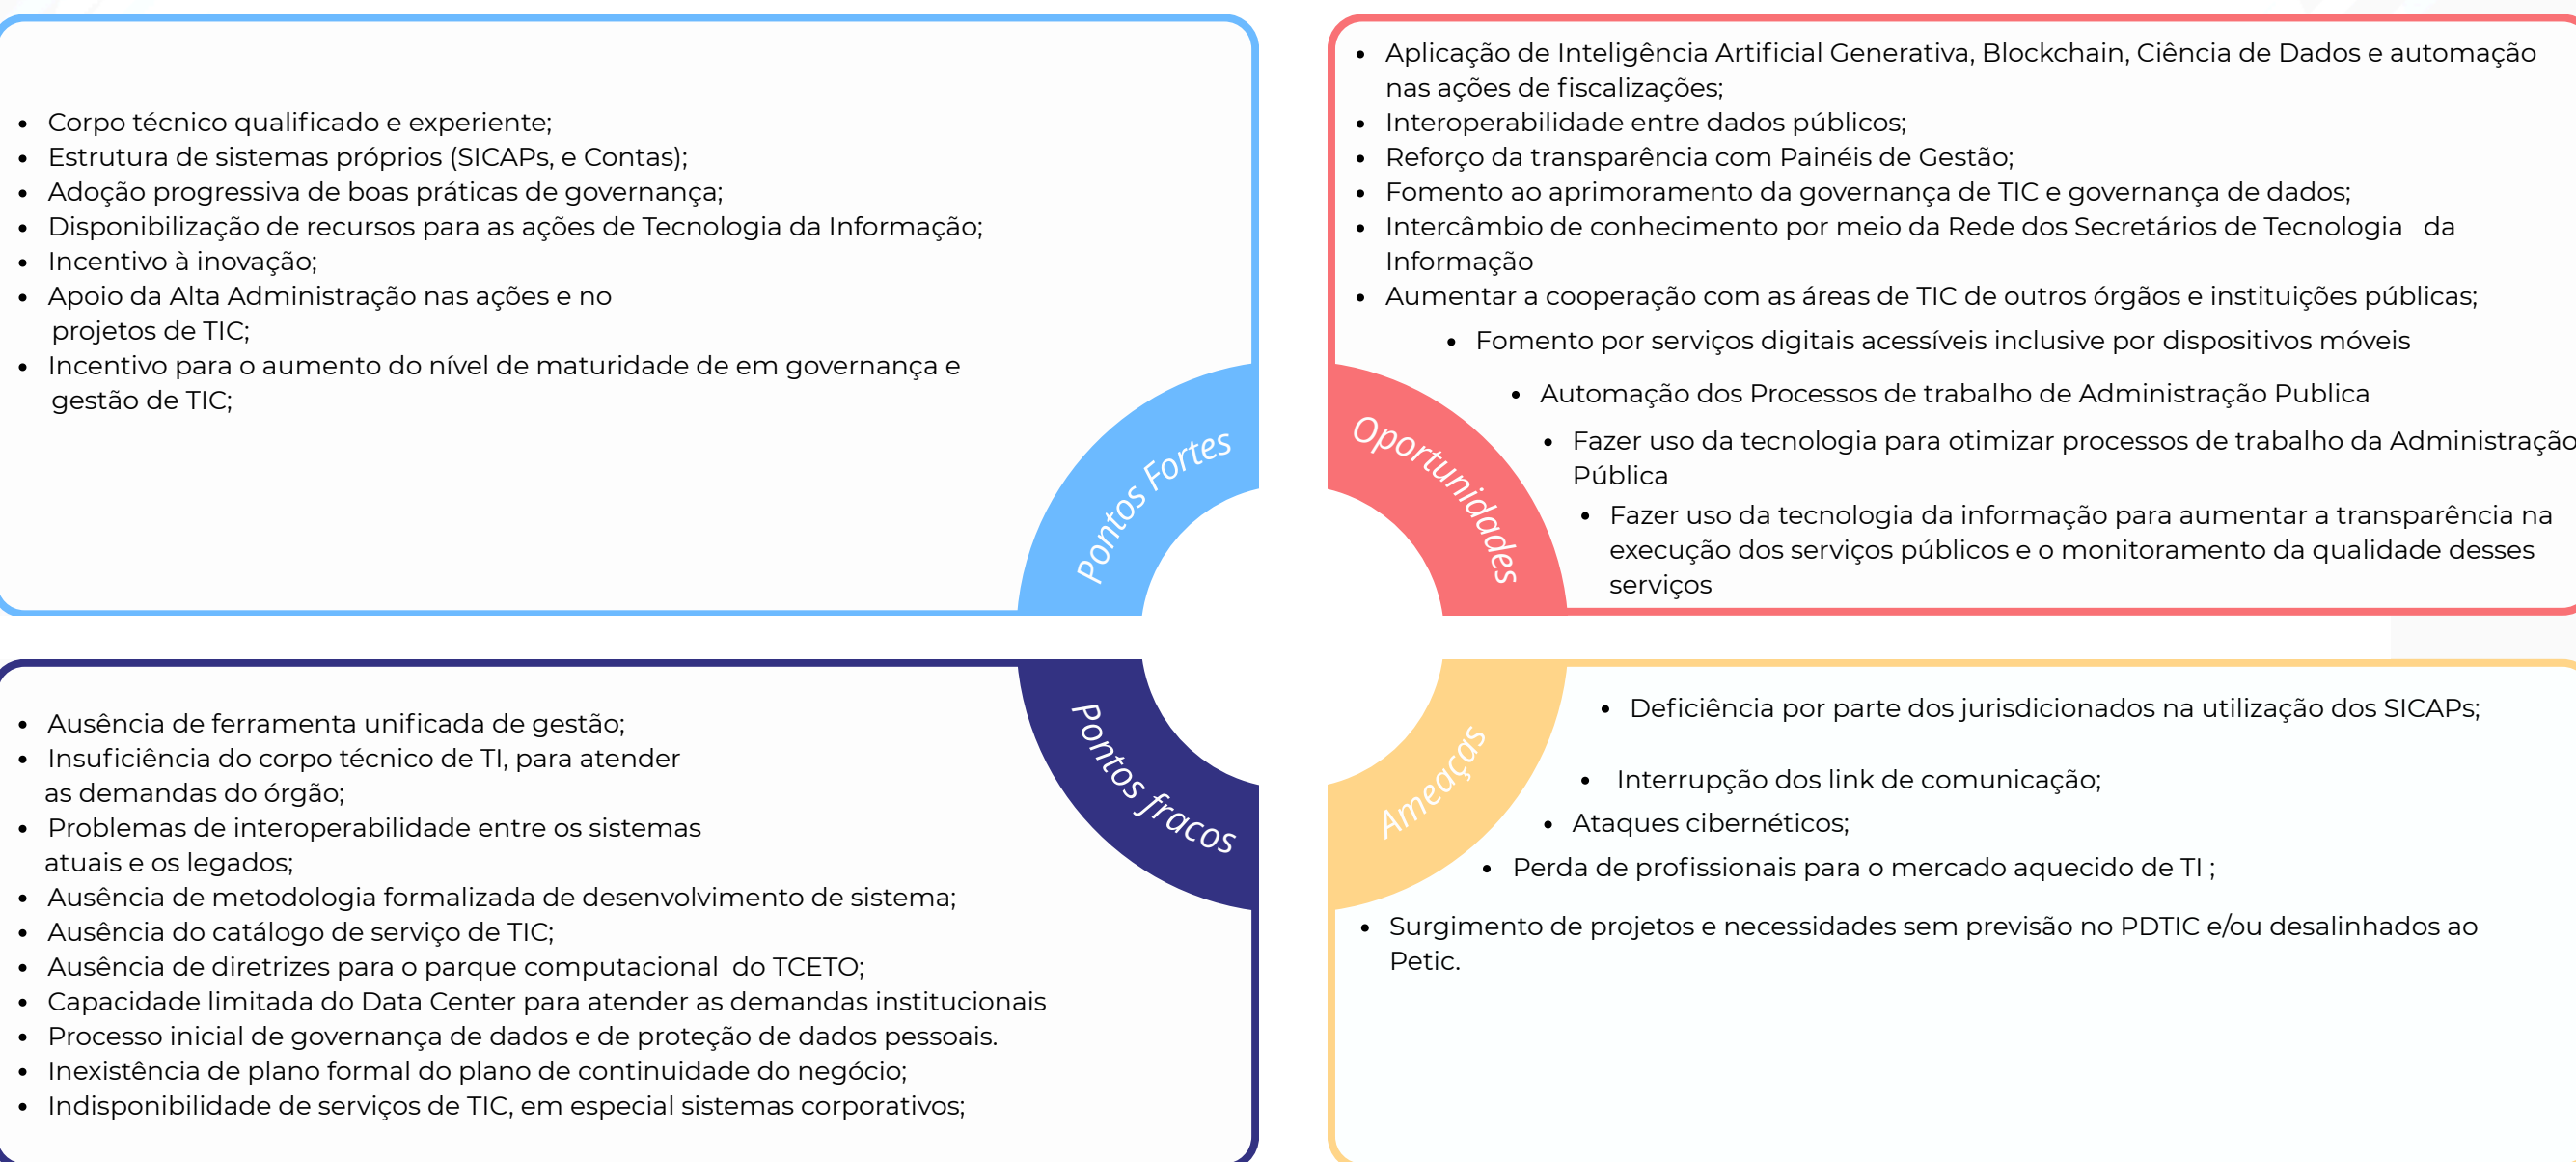 • Corpo técnico qualificado e experiente;
• Estrutura de sistemas próprios (SICAPs, e Contas);
• Adoção progressiva de boas práticas de governança;
• Disponibilização de recursos para as ações de Tecnologia da Informação;
• Incentivo à inovação;
• Apoio da Alta Administração nas ações e no
projetos de TIC;
• Incentivo para o aumento do nível de maturidade de em governança e
gestão de TIC;
Pontos Fortes
• Aplicação de Inteligência Artificial Generativa, Blockchain, Ciência de Dados e automação
nas ações de fiscalizações;
• Interoperabilidade entre dados públicos;
• Reforço da transparência com Painéis de Gestão;
• Fomento ao aprimoramento da governança de TIC e governança de dados;
• Intercâmbio de conhecimento por meio da Rede dos Secretários de Tecnologia da
Informação
• Aumentar a cooperação com as áreas de TIC de outros órgãos e instituições públicas;
• Fomento por serviços digitais acessíveis inclusive por dispositivos móveis
• Automação dos Processos de trabalho de Administração Publica
• Fazer uso da tecnologia para otimizar processos de trabalho da Administração
Pública
• Fazer uso da tecnologia da informação para aumentar a transparência na
execução dos serviços públicos e o monitoramento da qualidade desses
serviços
Oportunidades
• Ausência de ferramenta unificada de gestão;
• Insuficiência do corpo técnico de TI, para atender
as demandas do órgão;
• Problemas de interoperabilidade entre os sistemas
atuais e os legados;
• Ausência de metodologia formalizada de desenvolvimento de sistema;
• Ausência do catálogo de serviço de TIC;
• Ausência de diretrizes para o parque computacional do TCETO;
• Capacidade limitada do Data Center para atender as demandas institucionais
• Processo inicial de governança de dados e de proteção de dados pessoais.
• Inexistência de plano formal do plano de continuidade do negócio;
• Indisponibilidade de serviços de TIC, em especial sistemas corporativos;
Pontos fracos
• Deficiência por parte dos jurisdicionados na utilização dos SICAPs;
• Interrupção dos link de comunicação;
• Ataques cibernéticos;
• Perda de profissionais para o mercado aquecido de TI ;
• Surgimento de projetos e necessidades sem previsão no PDTIC e/ou desalinhados ao
Petic.
Ameaças